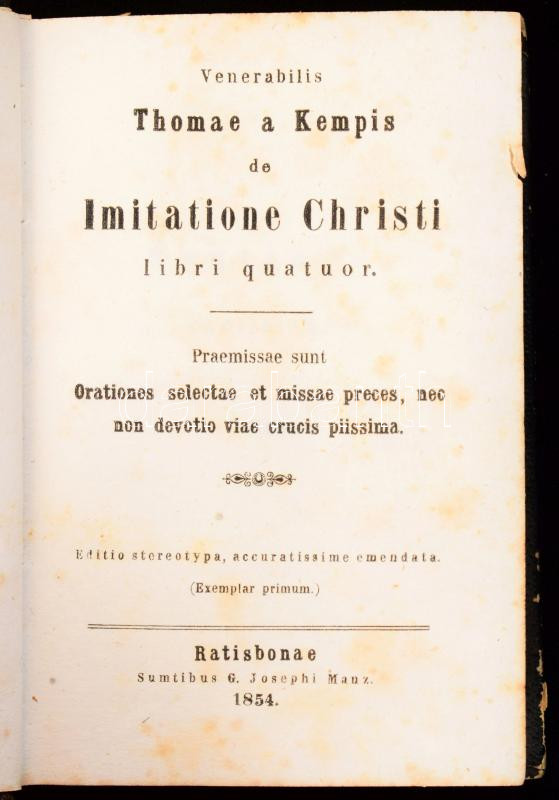 Venerabilis
Thomae a Kempis
de
Imitatione Christi
libri quatuor.
Praemissae sunt
Orationes selectae et missae preces, nec
non devotio viae crucis piissima.
Editio stereotypa, accuratissime emendata.
(Exemplar primum.)
Ratisbonae
Sumtibus G. Josephi Manz.
1854.